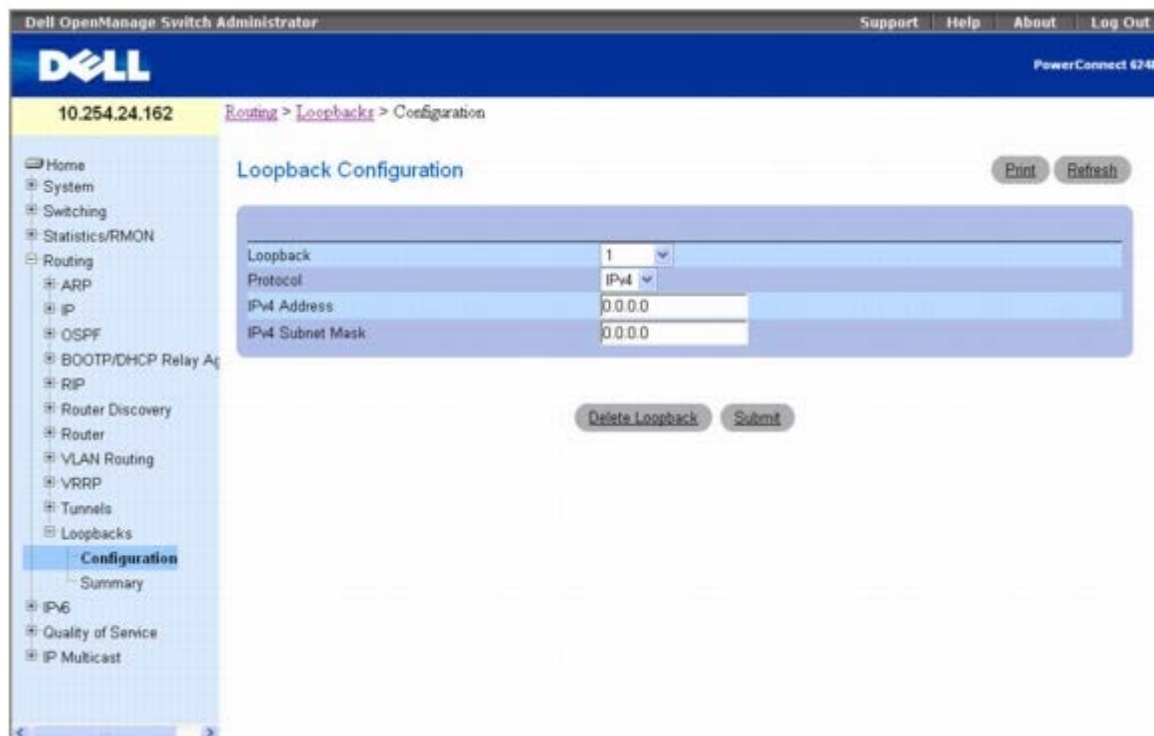 Dell OpenManage Switch Administrator
Support Help About Log Out
DELL
PowerConnect
10.254.24.162
Routing > Loopbacks > Configuration
Home
System
Switching
Statistics/RMON
Routing
ARP
IP
OSPF
BOOTP/DHCP Relay Ag
RIP
Router Discovery
Router
VLAN Routing
VRRP
Tunnels
Loopbacks
Configuration
Summary
IPv6
Quality of Service
IP Multicast
Loopback Configuration
Print Refresh
Loopback 1
Protocol IPv4
IPv4 Address 0.0.0.0
IPv4 Subnet Mask 0.0.0.0
Delete Loopback Submit